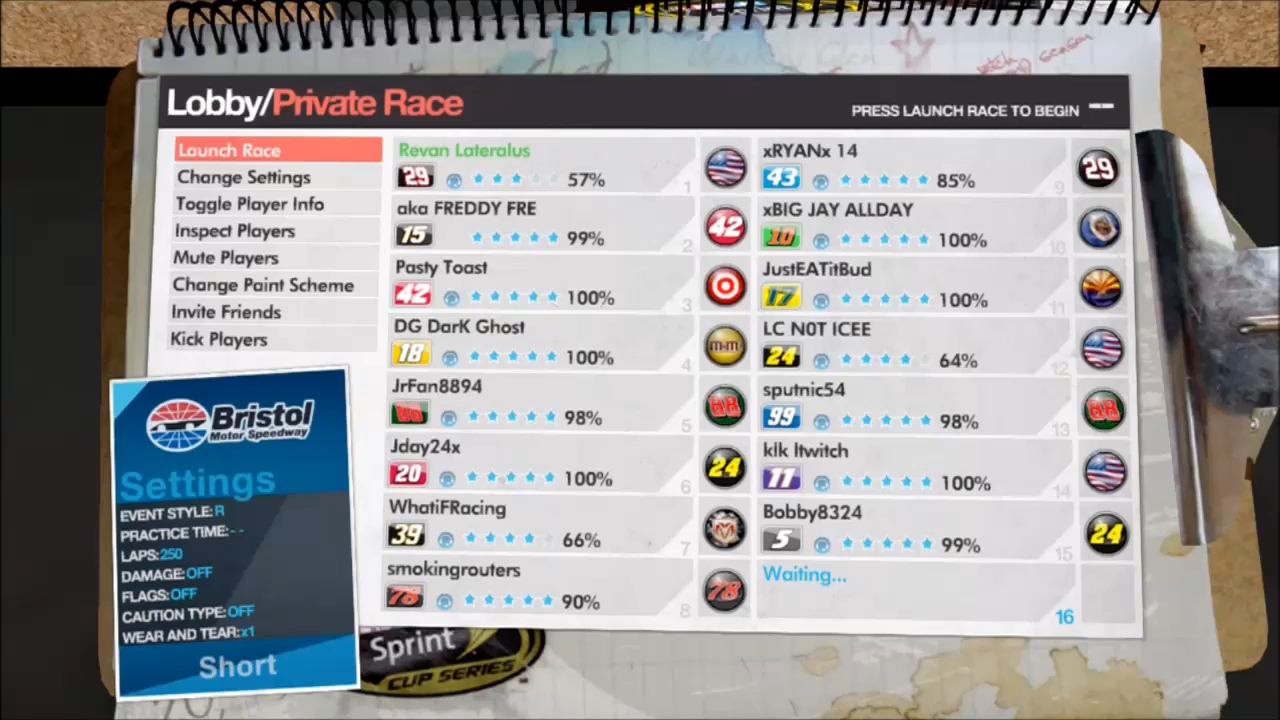 Lobby/Private Race
PRESS LAUNCH RACE TO BEGIN
Launch Race
Change Settings
Toggle Player Info
Inspect Players
Mute Players
Change Paint Scheme
Invite Friends
Kick Players
Revan Lateralus
29 57% 1
aka FREDDY FRE
15 99% 2 42
Pasty Toast
42 100% 3
DG DarK Ghost
18 100% 4 m&m
JrFan8894
88 98% 5 88
Jday24x
20 100% 6 24
WhatiFRacing
39 66% 7
smokingrouters
78 90% 8 78
xRYANx 14
43 85% 9 29
xBIG JAY ALLDAY
10 100% 10
JustEATitBud
17 100% 11
LC N0T ICEE
24 64% 12
sputnic54
99 98% 13 88
klk ltwitch
11 100% 14
Bobby8324
5 99% 15 24
Waiting...
16
Bristol
Motor Speedway
Settings
EVENT STYLE: R
PRACTICE TIME: - -
LAPS: 250
DAMAGE: OFF
FLAGS: OFF
CAUTION TYPE: OFF
WEAR AND TEAR: x1
Short
Sprint
CUP SERIES